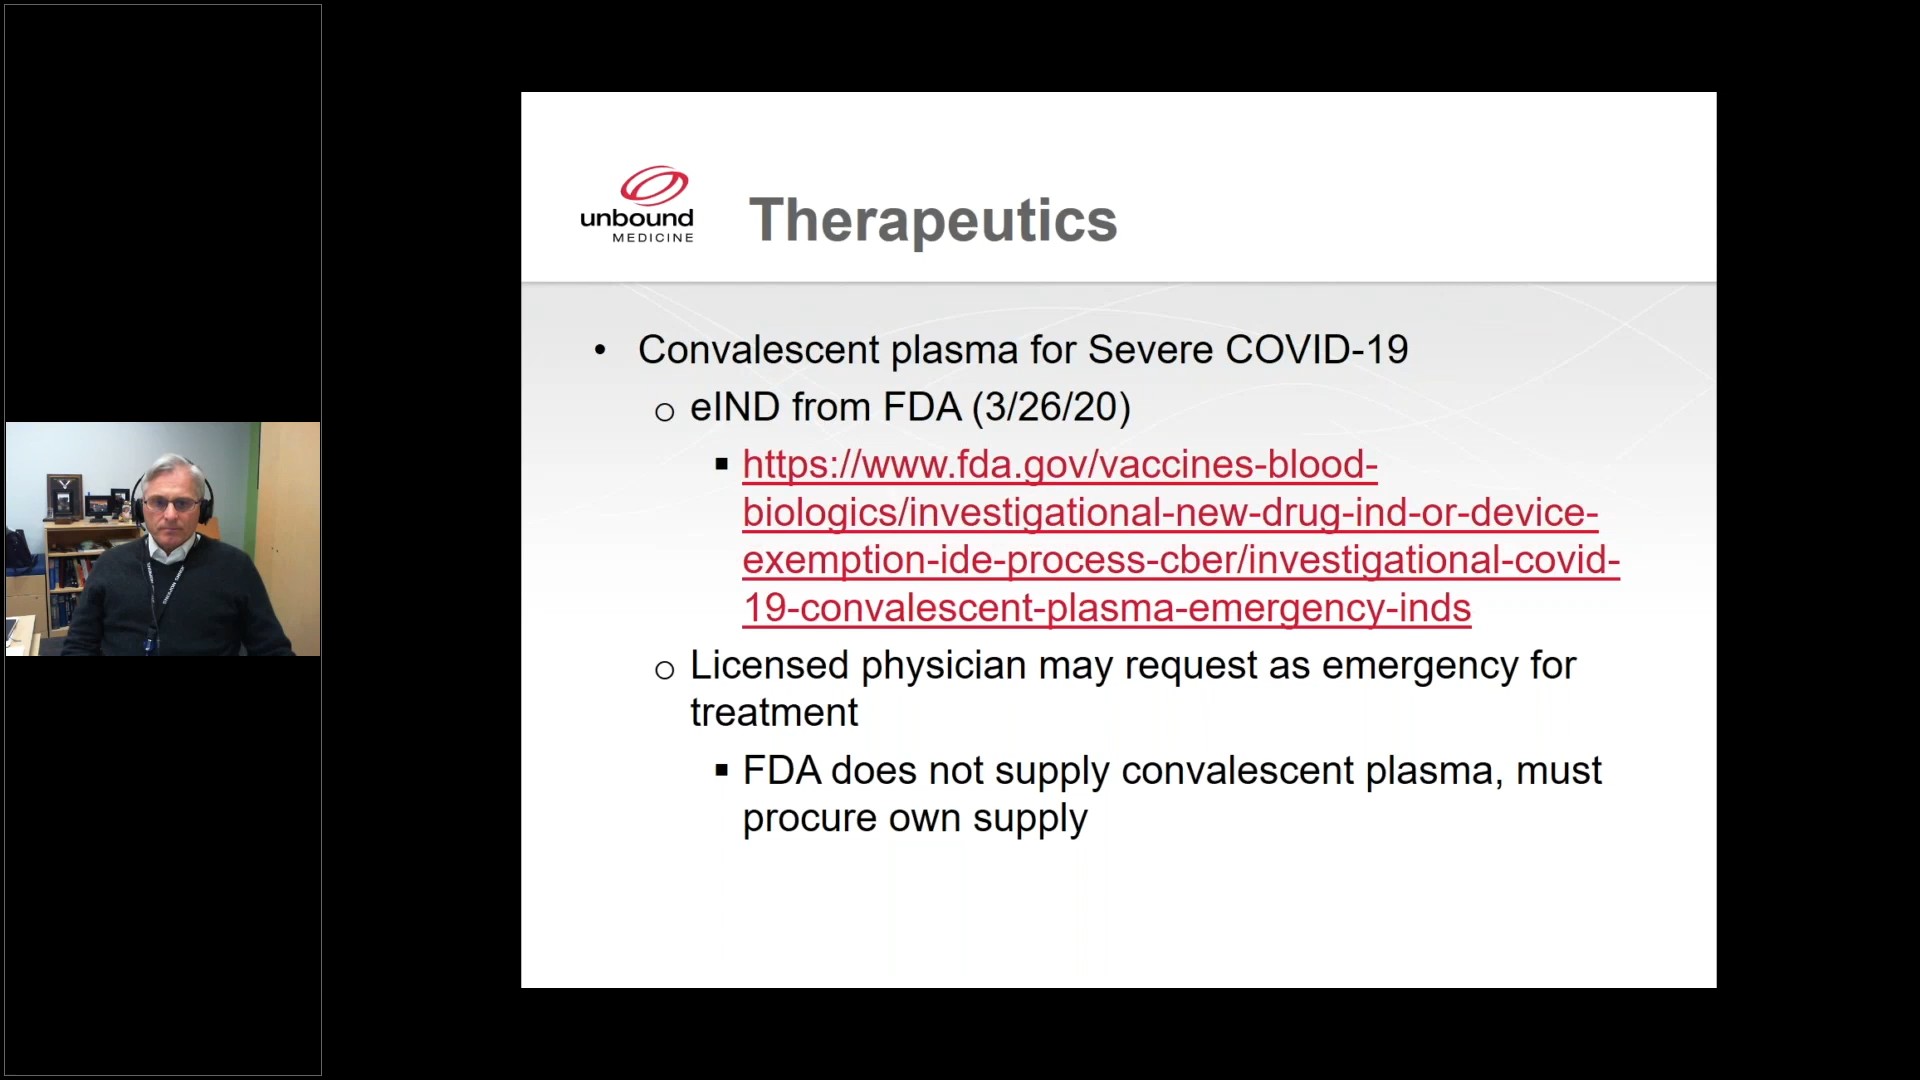 unbound
MEDICINE
Therapeutics
• Convalescent plasma for Severe COVID-19
o eIND from FDA (3/26/20)
▪ https://www.fda.gov/vaccines-blood-
biologics/investigational-new-drug-ind-or-device-
exemption-ide-process-cber/investigational-covid-
19-convalescent-plasma-emergency-inds
o Licensed physician may request as emergency for
treatment
▪ FDA does not supply convalescent plasma, must
procure own supply